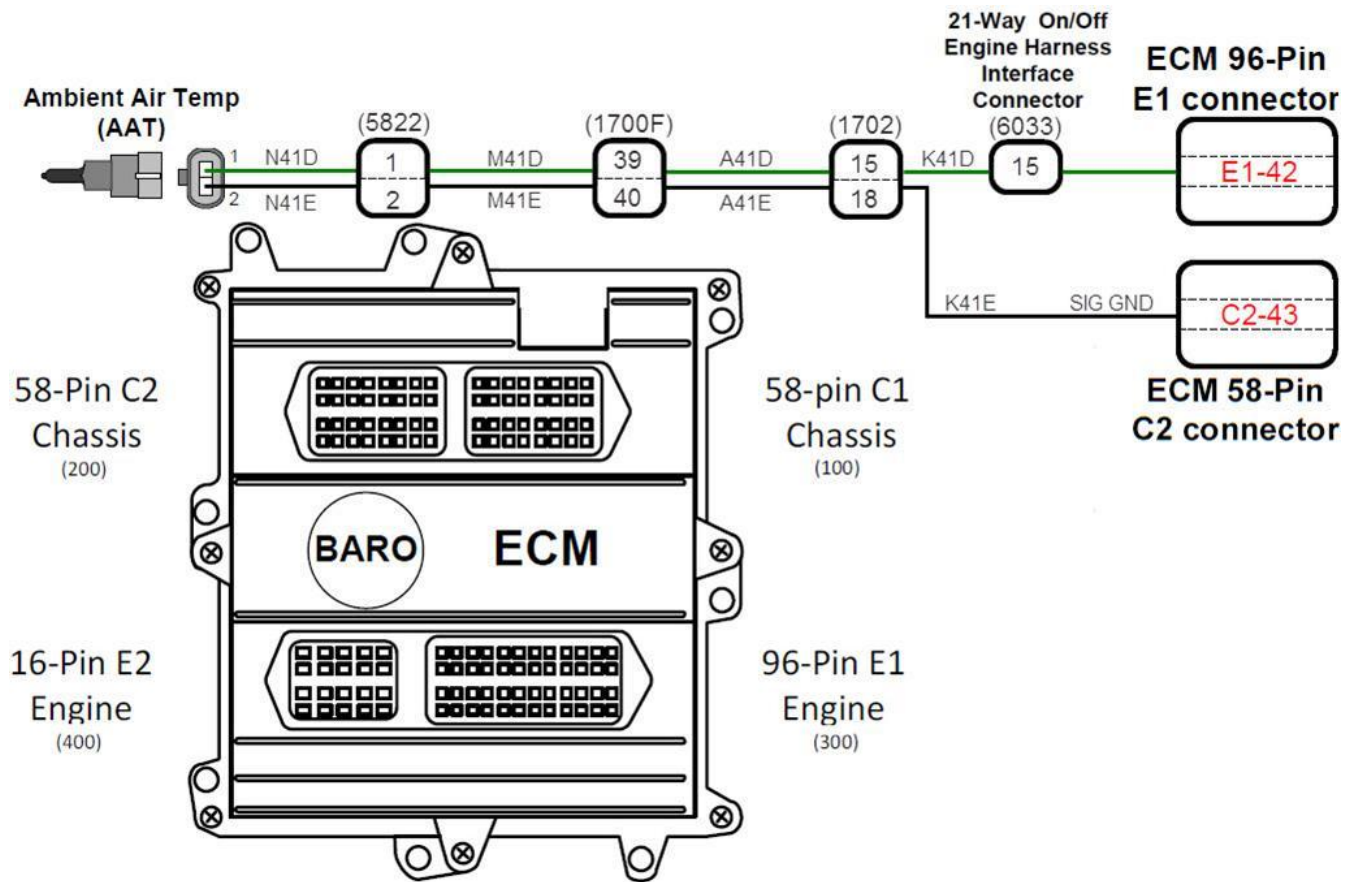 21-Way On/Off
Engine Harness
Interface
Connector
ECM 96-Pin
E1 connector
Ambient Air Temp
(AAT)
(5822)
(1700F)
(1702)
(6033)
1
N41D
1
M41D
39
A41D
15
K41D
15
E1-42
2
N41E
2
M41E
40
A41E
18
K41E
SIG GND
C2-43
ECM 58-Pin
C2 connector
58-Pin C2
Chassis
(200)
58-pin C1
Chassis
(100)
BARO
ECM
16-Pin E2
Engine
(400)
96-Pin E1
Engine
(300)